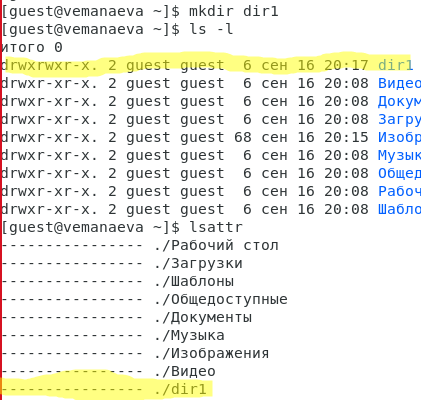 [guest@vemanaeva ~]$ mkdir dir1
[guest@vemanaeva ~]$ ls -l
итого 0
drwxrwxr-x. 2 guest guest  6 сен 16 20:17 dir1
drwxr-xr-x. 2 guest guest  6 сен 16 20:08 Видео
drwxr-xr-x. 2 guest guest  6 сен 16 20:08 Докум
drwxr-xr-x. 2 guest guest  6 сен 16 20:08 Загру
drwxr-xr-x. 2 guest guest 68 сен 16 20:15 Изобр
drwxr-xr-x. 2 guest guest  6 сен 16 20:08 Музык
drwxr-xr-x. 2 guest guest  6 сен 16 20:08 Общед
drwxr-xr-x. 2 guest guest  6 сен 16 20:08 Рабоч
drwxr-xr-x. 2 guest guest  6 сен 16 20:08 Шабло
[guest@vemanaeva ~]$ lsattr
---------------- ./Рабочий стол
---------------- ./Загрузки
---------------- ./Шаблоны
---------------- ./Общедоступные
---------------- ./Документы
---------------- ./Музыка
---------------- ./Изображения
---------------- ./Видео
---------------- ./dir1